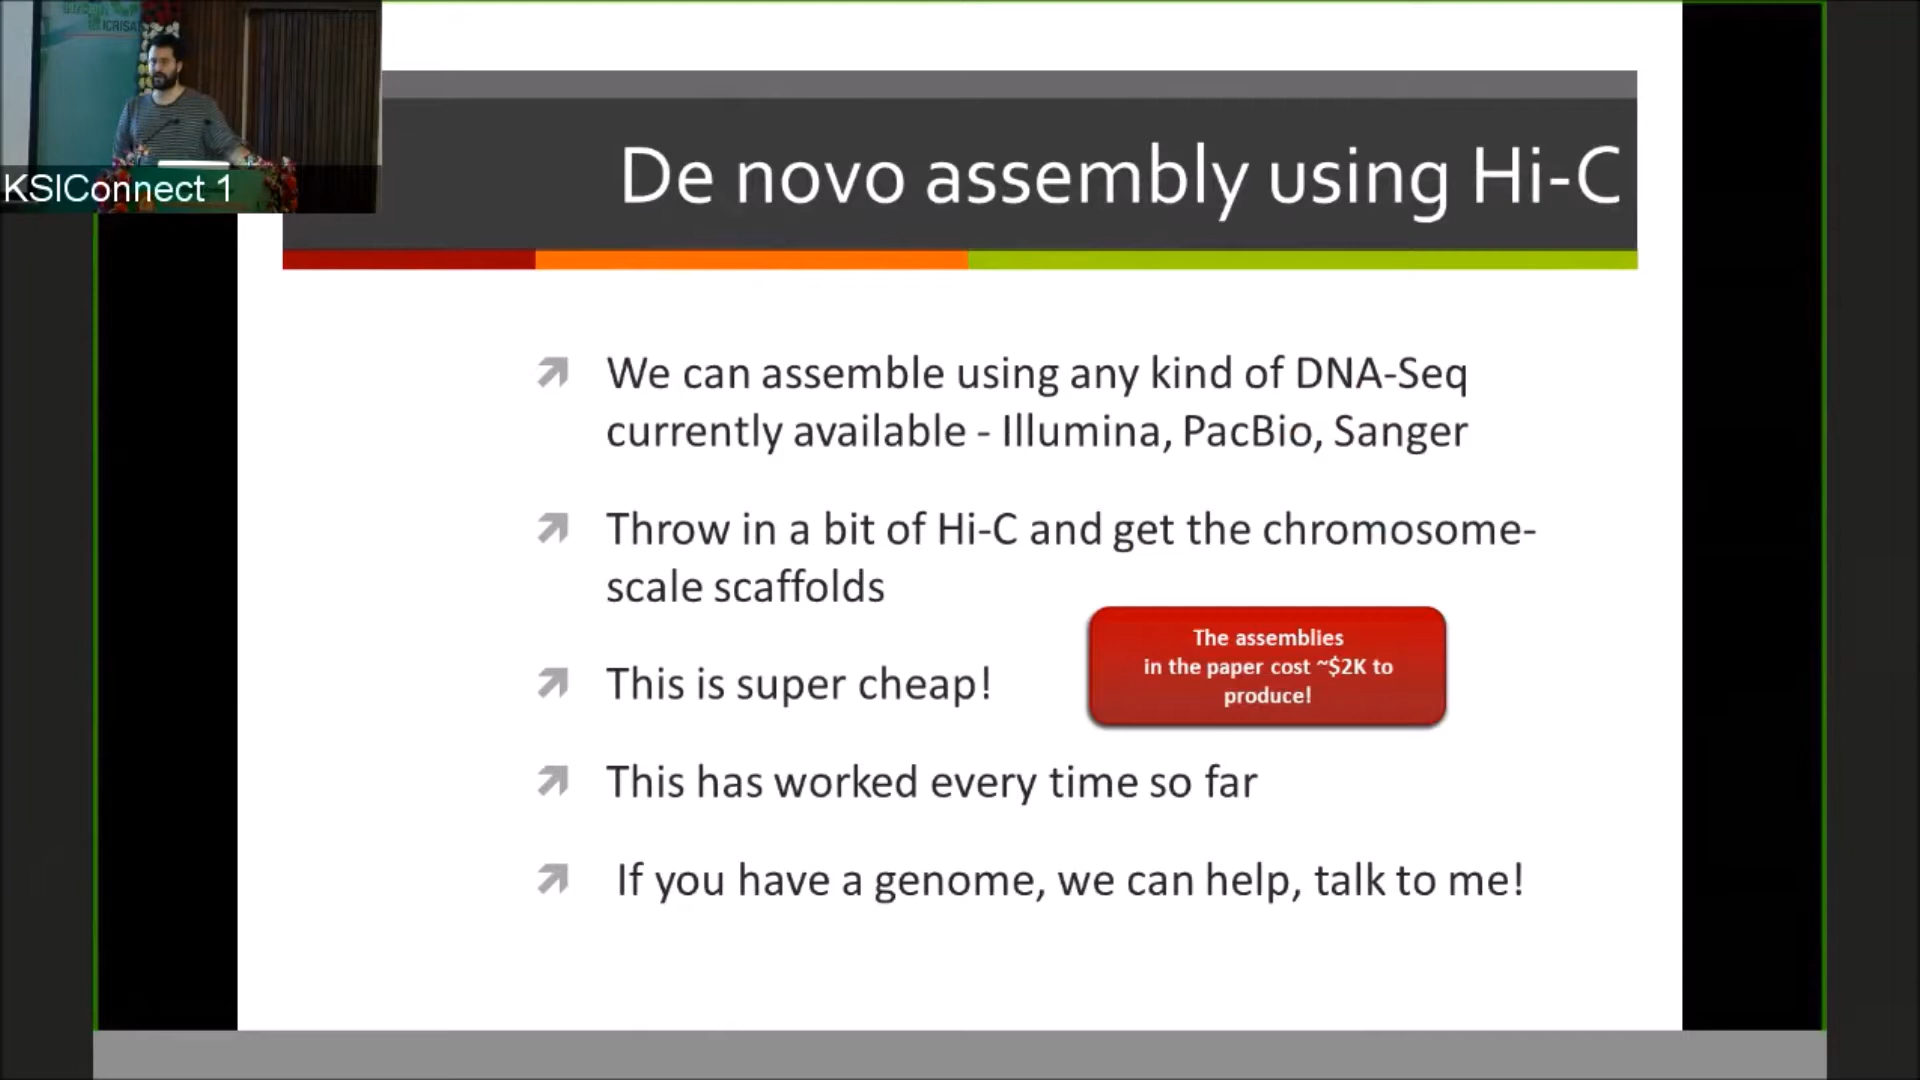 ICRISAT
KSIConnect 1
De novo assembly using Hi-C
We can assemble using any kind of DNA-Seq
currently available - Illumina, PacBio, Sanger
Throw in a bit of Hi-C and get the chromosome-
scale scaffolds
The assemblies
in the paper cost ~$2K to
produce!
This is super cheap!
This has worked every time so far
If you have a genome, we can help, talk to me!